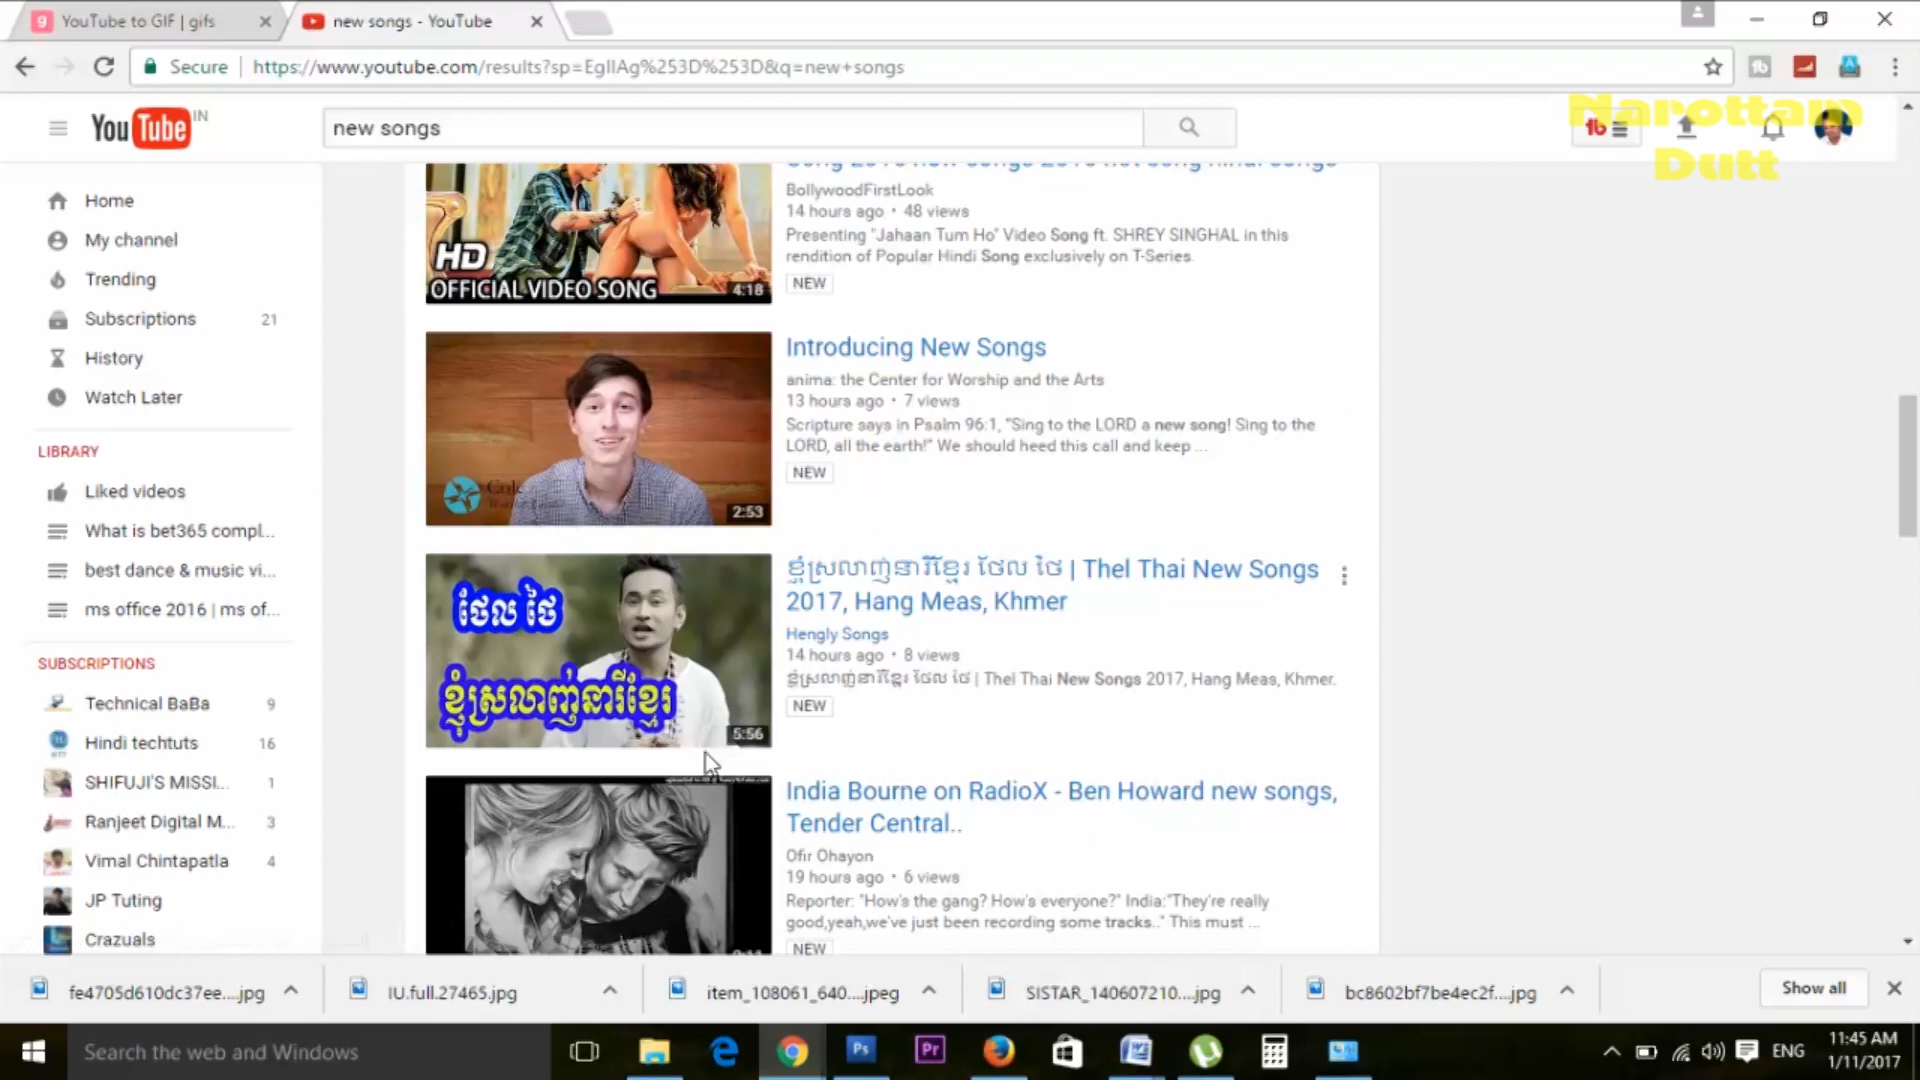 YouTube to GIF | gifs
new songs - YouTube
Secure
https://www.youtube.com/results?sp=EgIIAg%253D%253D&q=new+songs
YouTube IN
new songs
Narottam
Dutt
Home
My channel
Trending
Subscriptions 21
History
Watch Later
LIBRARY
Liked videos
What is bet365 compl...
best dance & music vi...
ms office 2016 | ms of...
SUBSCRIPTIONS
Technical BaBa 9
Hindi techtuts 16
SHIFUJI'S MISSI... 1
Ranjeet Digital M... 3
Vimal Chintapatla 4
JP Tuting
Crazuals
HD
OFFICIAL VIDEO SONG
4:18
BollywoodFirstLook
14 hours ago • 48 views
Presenting "Jahaan Tum Ho" Video Song ft. SHREY SINGHAL in this
rendition of Popular Hindi Song exclusively on T-Series.
NEW
2:53
Introducing New Songs
anima: the Center for Worship and the Arts
13 hours ago • 7 views
Scripture says in Psalm 96:1, "Sing to the LORD a new song! Sing to the
LORD, all the earth!" We should heed this call and keep ...
NEW
ថែល ថៃ
ខ្ញុំស្រលាញ់នារីខ្មែរ
5:56
ខ្ញុំស្រលាញ់នារីខ្មែរ ថែល ថៃ | Thel Thai New Songs
2017, Hang Meas, Khmer
Hengly Songs
14 hours ago • 8 views
ខ្ញុំស្រលាញ់នារីខ្មែរ ថែល ថៃ | Thel Thai New Songs 2017, Hang Meas, Khmer.
NEW
India Bourne on RadioX - Ben Howard new songs,
Tender Central..
Ofir Ohayon
19 hours ago • 6 views
Reporter: "How's the gang? How's everyone?" India:"They're really
good,yeah,we've just been recording some tracks.." This must ...
NEW
fe4705d610dc37ee....jpg
IU.full.27465.jpg
item_108061_640....jpeg
SISTAR_140607210....jpg
bc8602bf7be4ec2f....jpg
Show all
Search the web and Windows
Ps
Pr
ENG
11:45 AM
1/11/2017